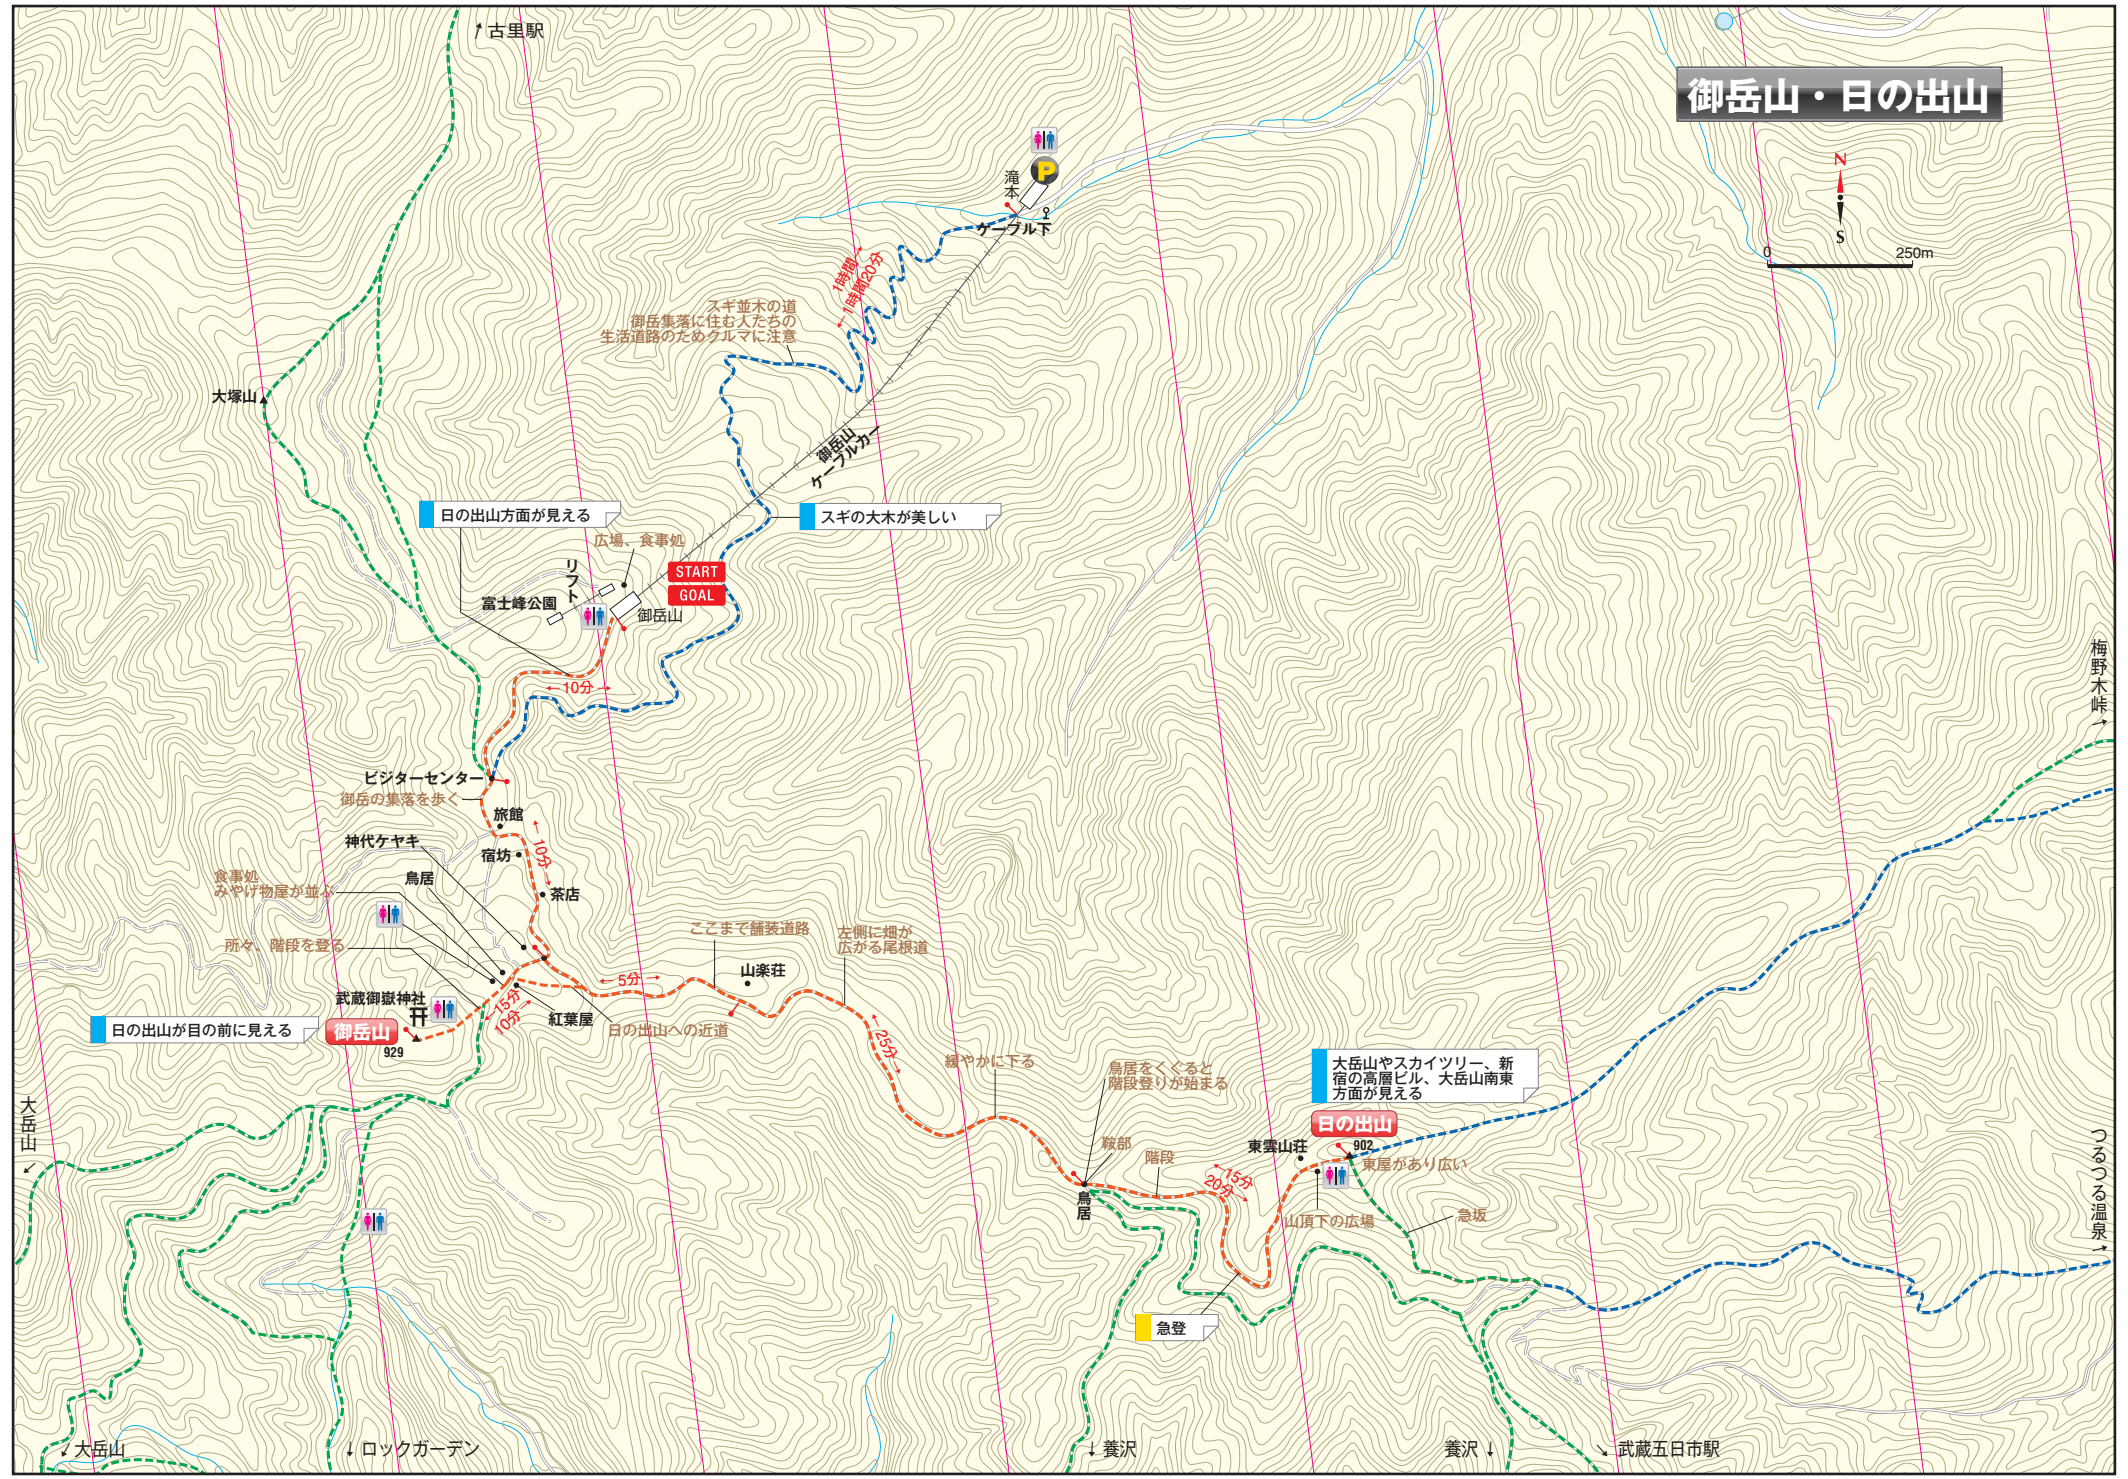 ↑古里駅
御岳山・日の出山
N
S
0
250m
P
滝本
ケーブル下
1時間→
←1時間20分
スギ並木の道
御岳集落に住む人たちの
生活道路のためクルマに注意
大塚山
御岳山
ケーブルカー
日の出山方面が見える
スギの大木が美しい
広場、食事処
START
GOAL
リフト
富士峰公園
御岳山
←10分→
梅野木峠→
ビジターセンター
御岳の集落を歩く
旅館
神代ケヤキ
宿坊
←10分→
食事処
みやげ物屋が並ぶ
鳥居
茶店
所々、階段を登る
ここまで舗装道路
左側に畑が
広がる尾根道
←5分→
山楽荘
武蔵御嶽神社
←15分
10分→
紅葉屋
日の出山への近道
日の出山が目の前に見える
御岳山
929
←25分→
緩やかに下る
鳥居をくぐると
階段登りが始まる
大岳山やスカイツリー、新
宿の高層ビル、大岳山南東
方面が見える
日の出山
902
大岳山↙
鞍部
階段
東雲山荘
東屋があり広い
つるつる温泉→
←15分
20分→
鳥居
山頂下の広場
急坂
急登
↙大岳山
↓ロックガーデン
↓養沢
養沢↓
↘武蔵五日市駅